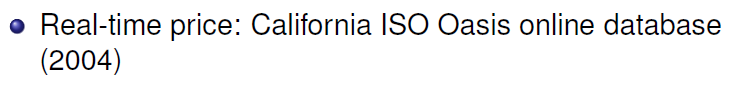 Real-time price: California ISO Oasis online database
(2004)